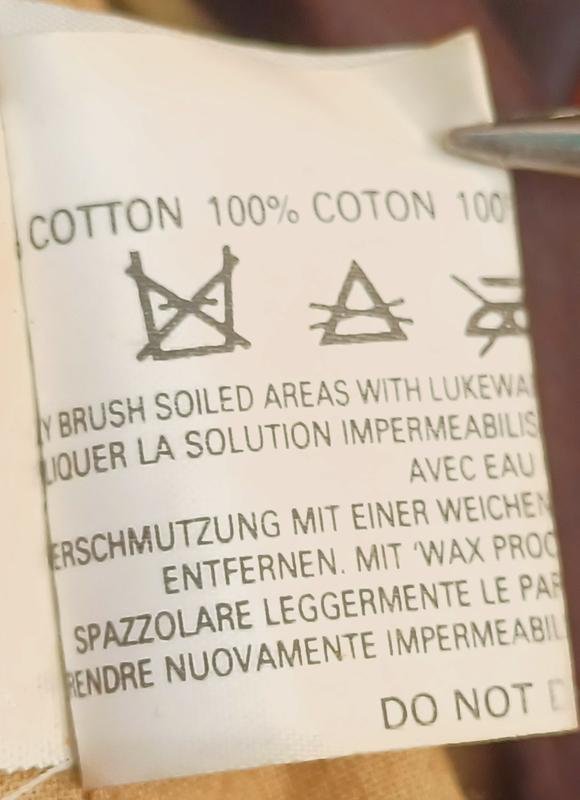 COTTON 100% COTON 100
BRUSH SOILED AREAS WITH
LA SOLUTION
AVEC EAU
MIT EINER
ENTFERNEN. MIT 'WAX
SPAZZOLARE LEGGERMENTE LE
NUOVAMENTE
DO NOT